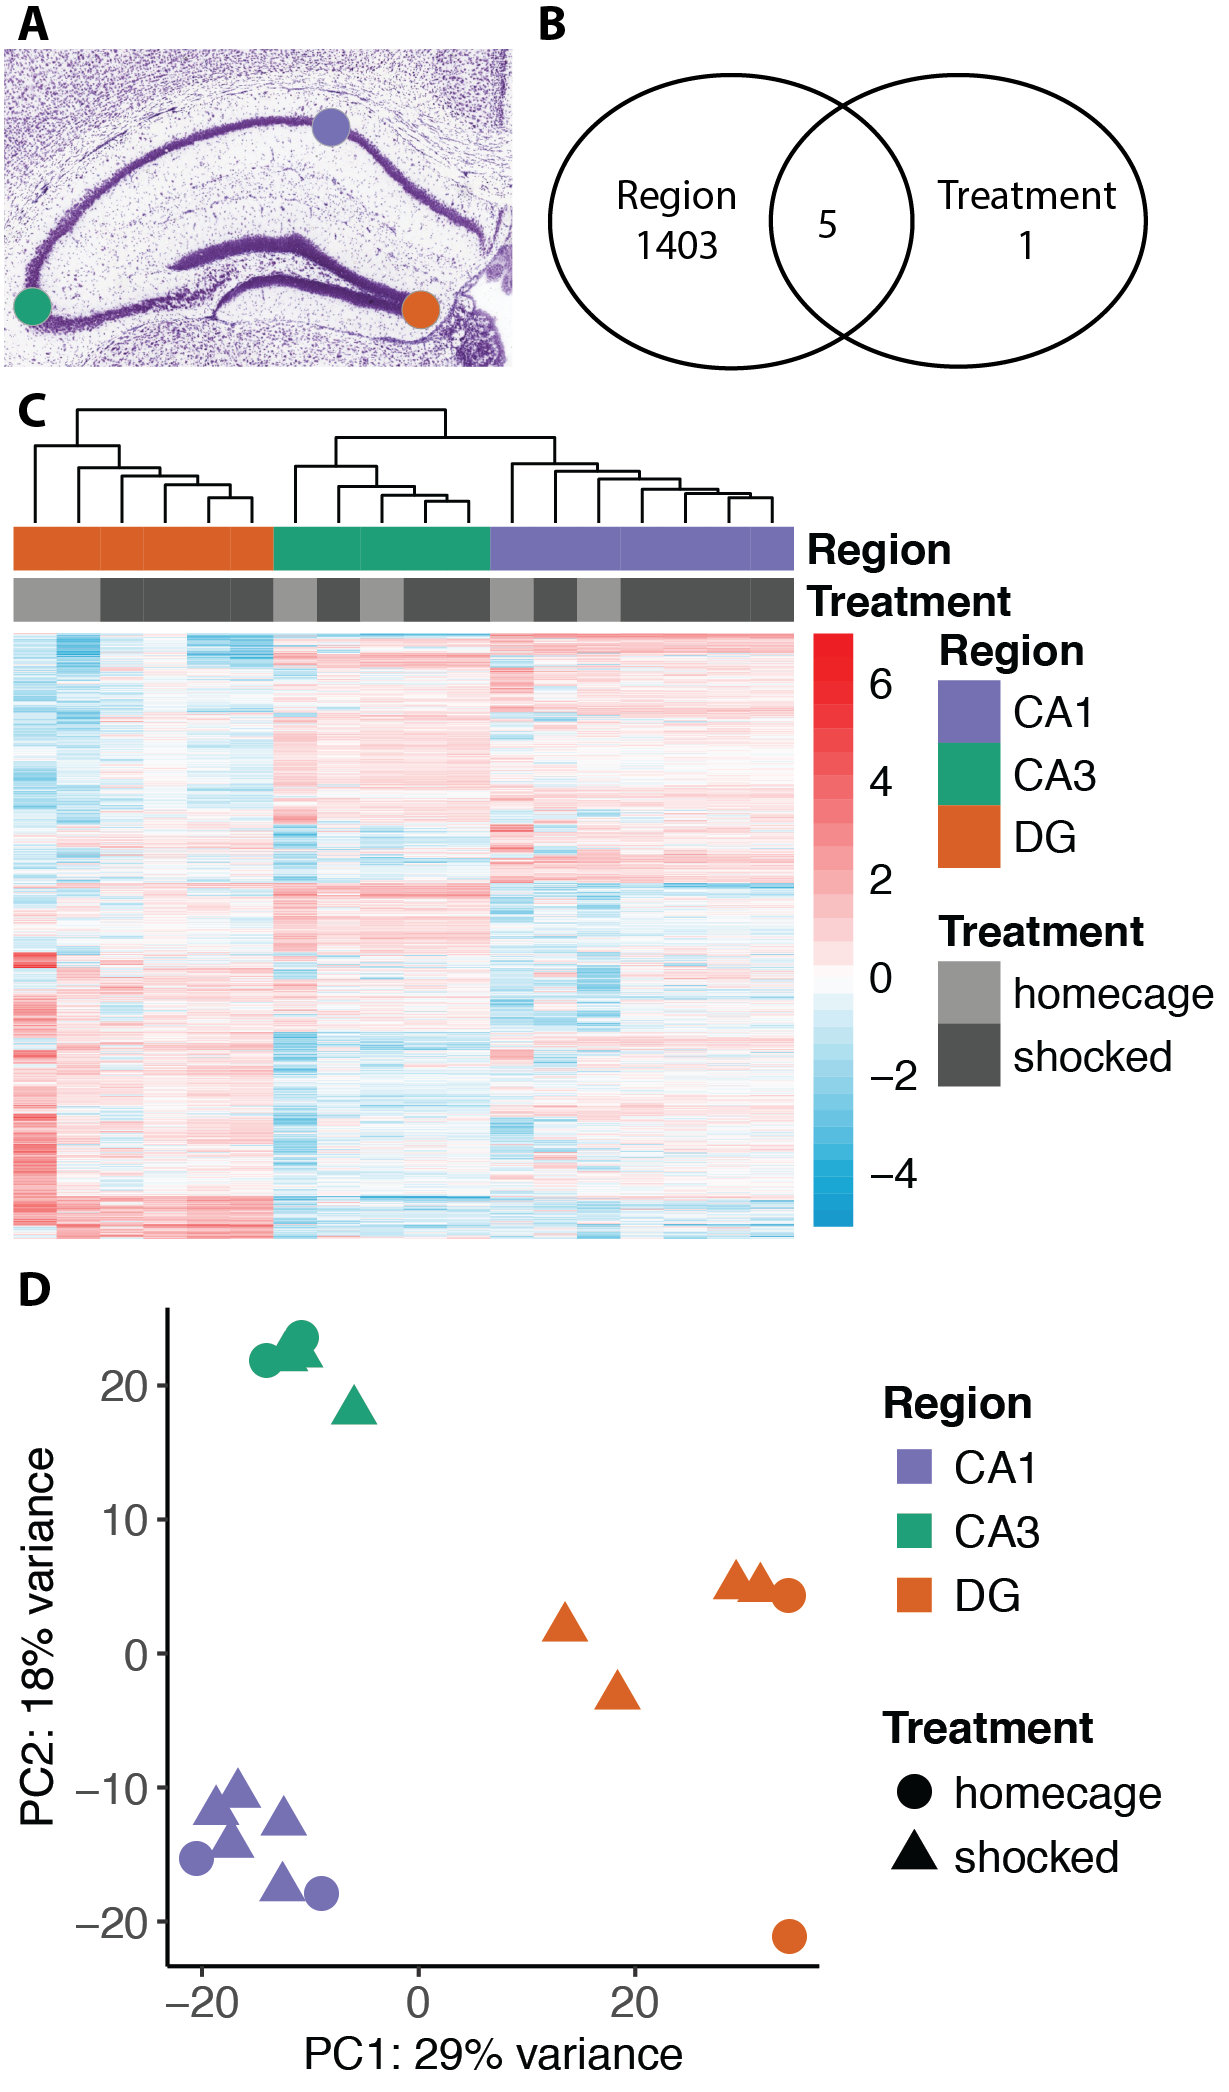 A
B
Region
1403
5
Treatment
1
C
Region
Treatment
6
4
2
0
−2
−4
Region
CA1
CA3
DG
Treatment
homecage
shocked
D
20
10
0
−10
−20
PC2: 18% variance
−20
0
20
PC1: 29% variance
Region
CA1
CA3
DG
Treatment
homecage
shocked